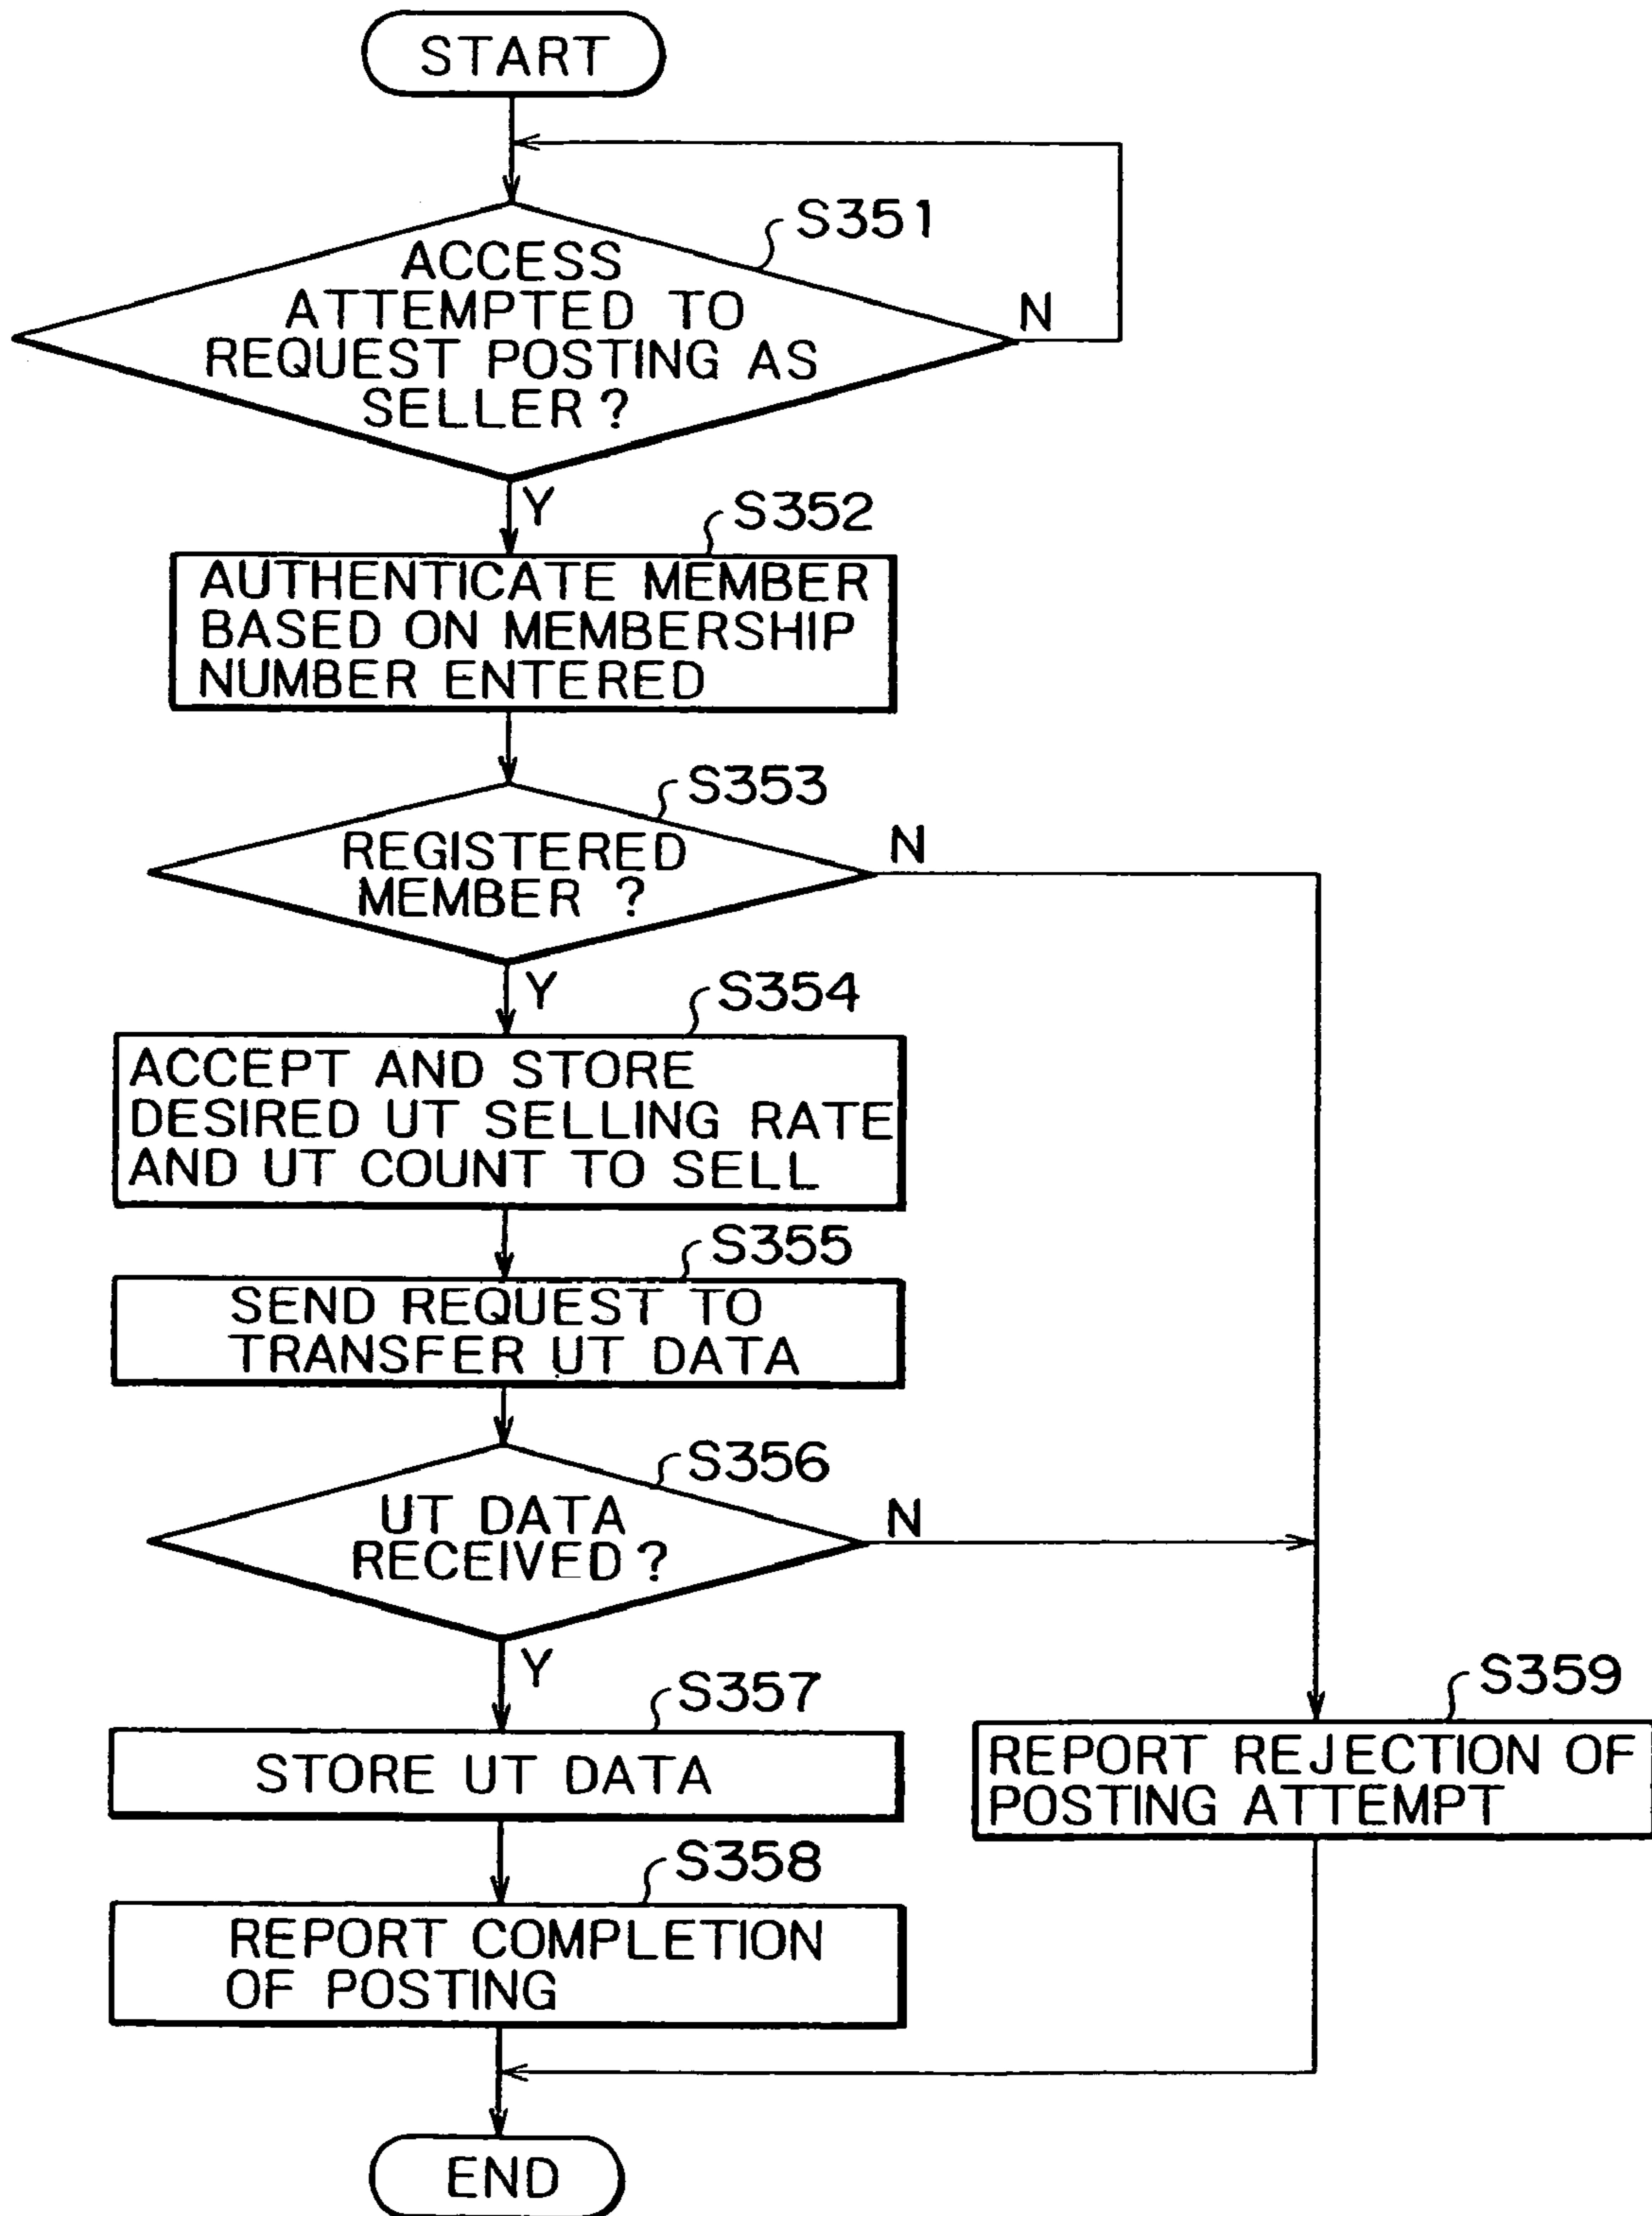 START
S351
ACCESS
ATTEMPTED TO
REQUEST POSTING AS
SELLER?
N
Y
S352
AUTHENTICATE MEMBER
BASED ON MEMBERSHIP
NUMBER ENTERED
S353
REGISTERED
MEMBER ?
N
Y
S354
ACCEPT AND STORE
DESIRED UT SELLING RATE
AND UT COUNT TO SELL
S355
SEND REQUEST TO
TRANSFER UT DATA
S356
UT DATA
RECEIVED?
N
Y
S357
STORE UT DATA
S359
REPORT REJECTION OF
POSTING ATTEMPT
S358
REPORT COMPLETION
OF POSTING
END